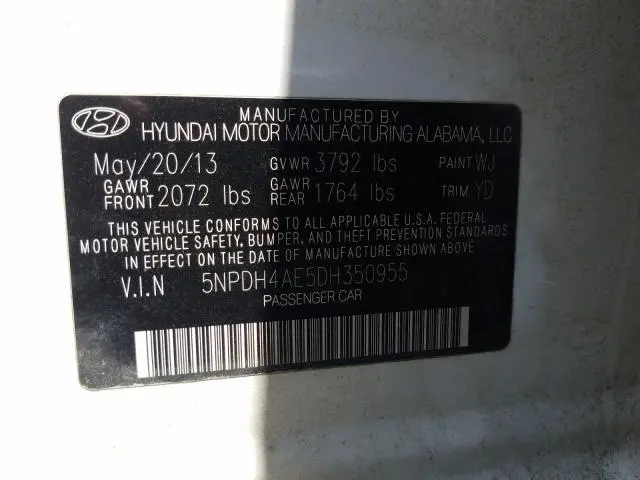 MANUFACTURED BY
HYUNDAI MOTOR MANUFACTURING ALABAMA, LLC
May/20/13 GVWR 3792 lbs PAINT WJ
GAWR FRONT 2072 lbs GAWR REAR 1764 lbs TRIM YD
THIS VEHICLE CONFORMS TO ALL APPLICABLE U.S.A. FEDERAL
MOTOR VEHICLE SAFETY, BUMPER, AND THEFT PREVENTION STANDARDS
IN EFFECT ON THE DATE OF MANUFACTURE SHOWN ABOVE
V.I.N 5NPDH4AE5DH350955
PASSENGER CAR